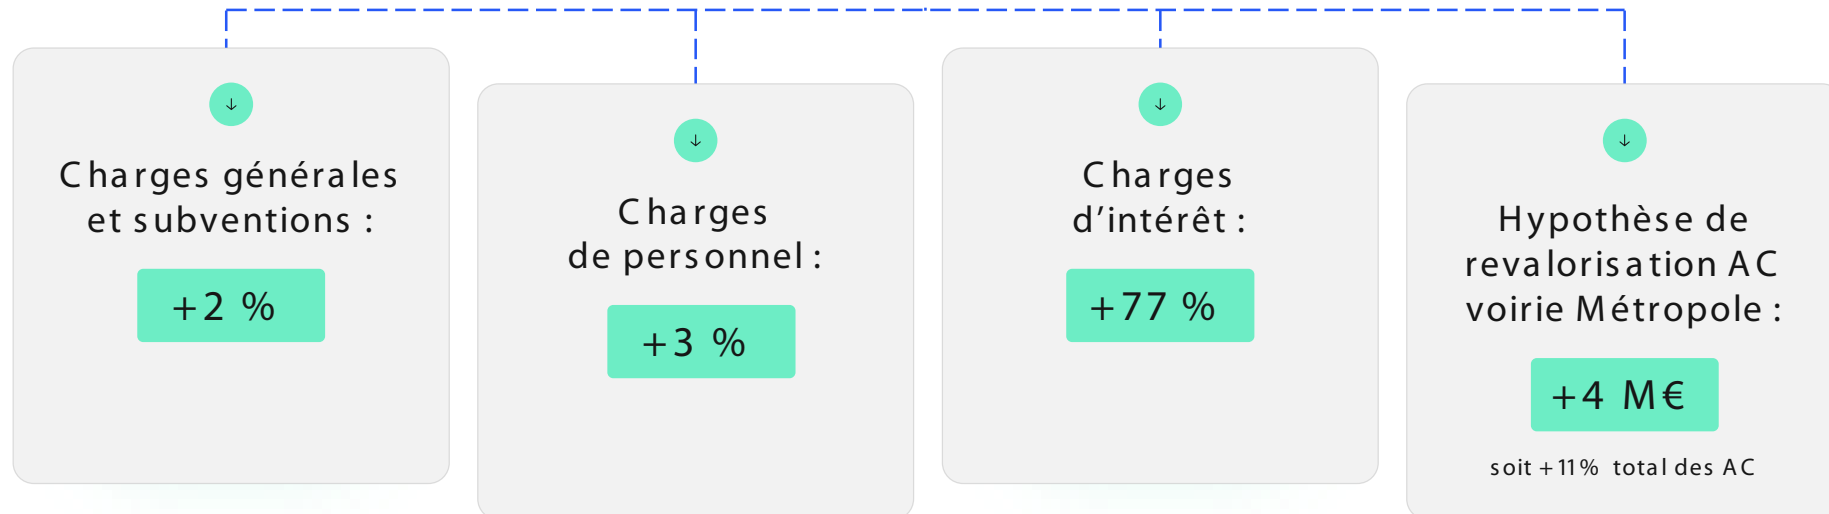 Charges générales
et subventions :
+2 %
Charges
de personnel :
+3 %
Charges
d’intérêt :
+77 %
Hypothèse de
revalorisation AC
voirie Métropole :
+4 M€
soit +11% total des AC